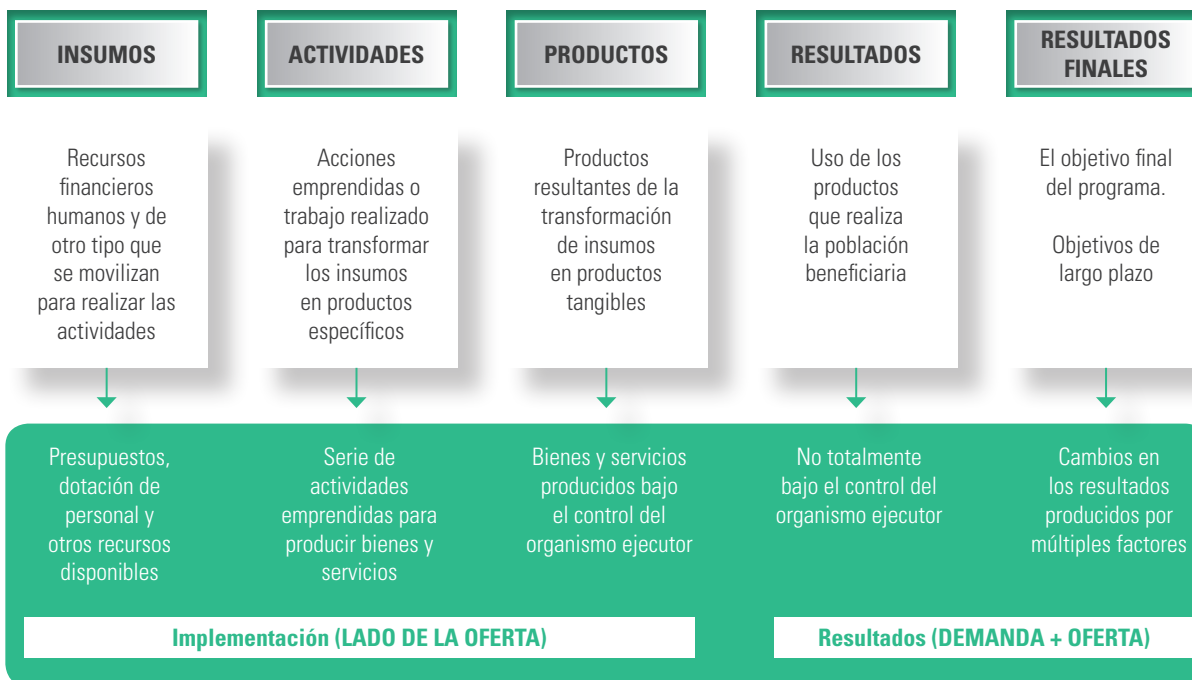 INSUMOS
Recursos
financieros
humanos y de
otro tipo que
se movilizan
para realizar las
actividades
Presupuestos,
dotación de
personal y
otros recursos
disponibles
ACTIVIDADES
Acciones
emprendidas o
trabajo realizado
para transformar
los insumos
en productos
específicos
Serie de
actividades
emprendidas para
producir bienes y
servicios
PRODUCTOS
Productos
resultantes de la
transformación
de insumos
en productos
tangibles
Bienes y servicios
producidos bajo
el control del
organismo ejecutor
RESULTADOS
Uso de los
productos
que realiza
la población
beneficiaria
No totalmente
bajo el control del
organismo ejecutor
RESULTADOS
FINALES
El objetivo final
del programa.
Objetivos de
largo plazo
Cambios en
los resultados
producidos por
múltiples factores
Implementación (LADO DE LA OFERTA)
Resultados (DEMANDA + OFERTA)